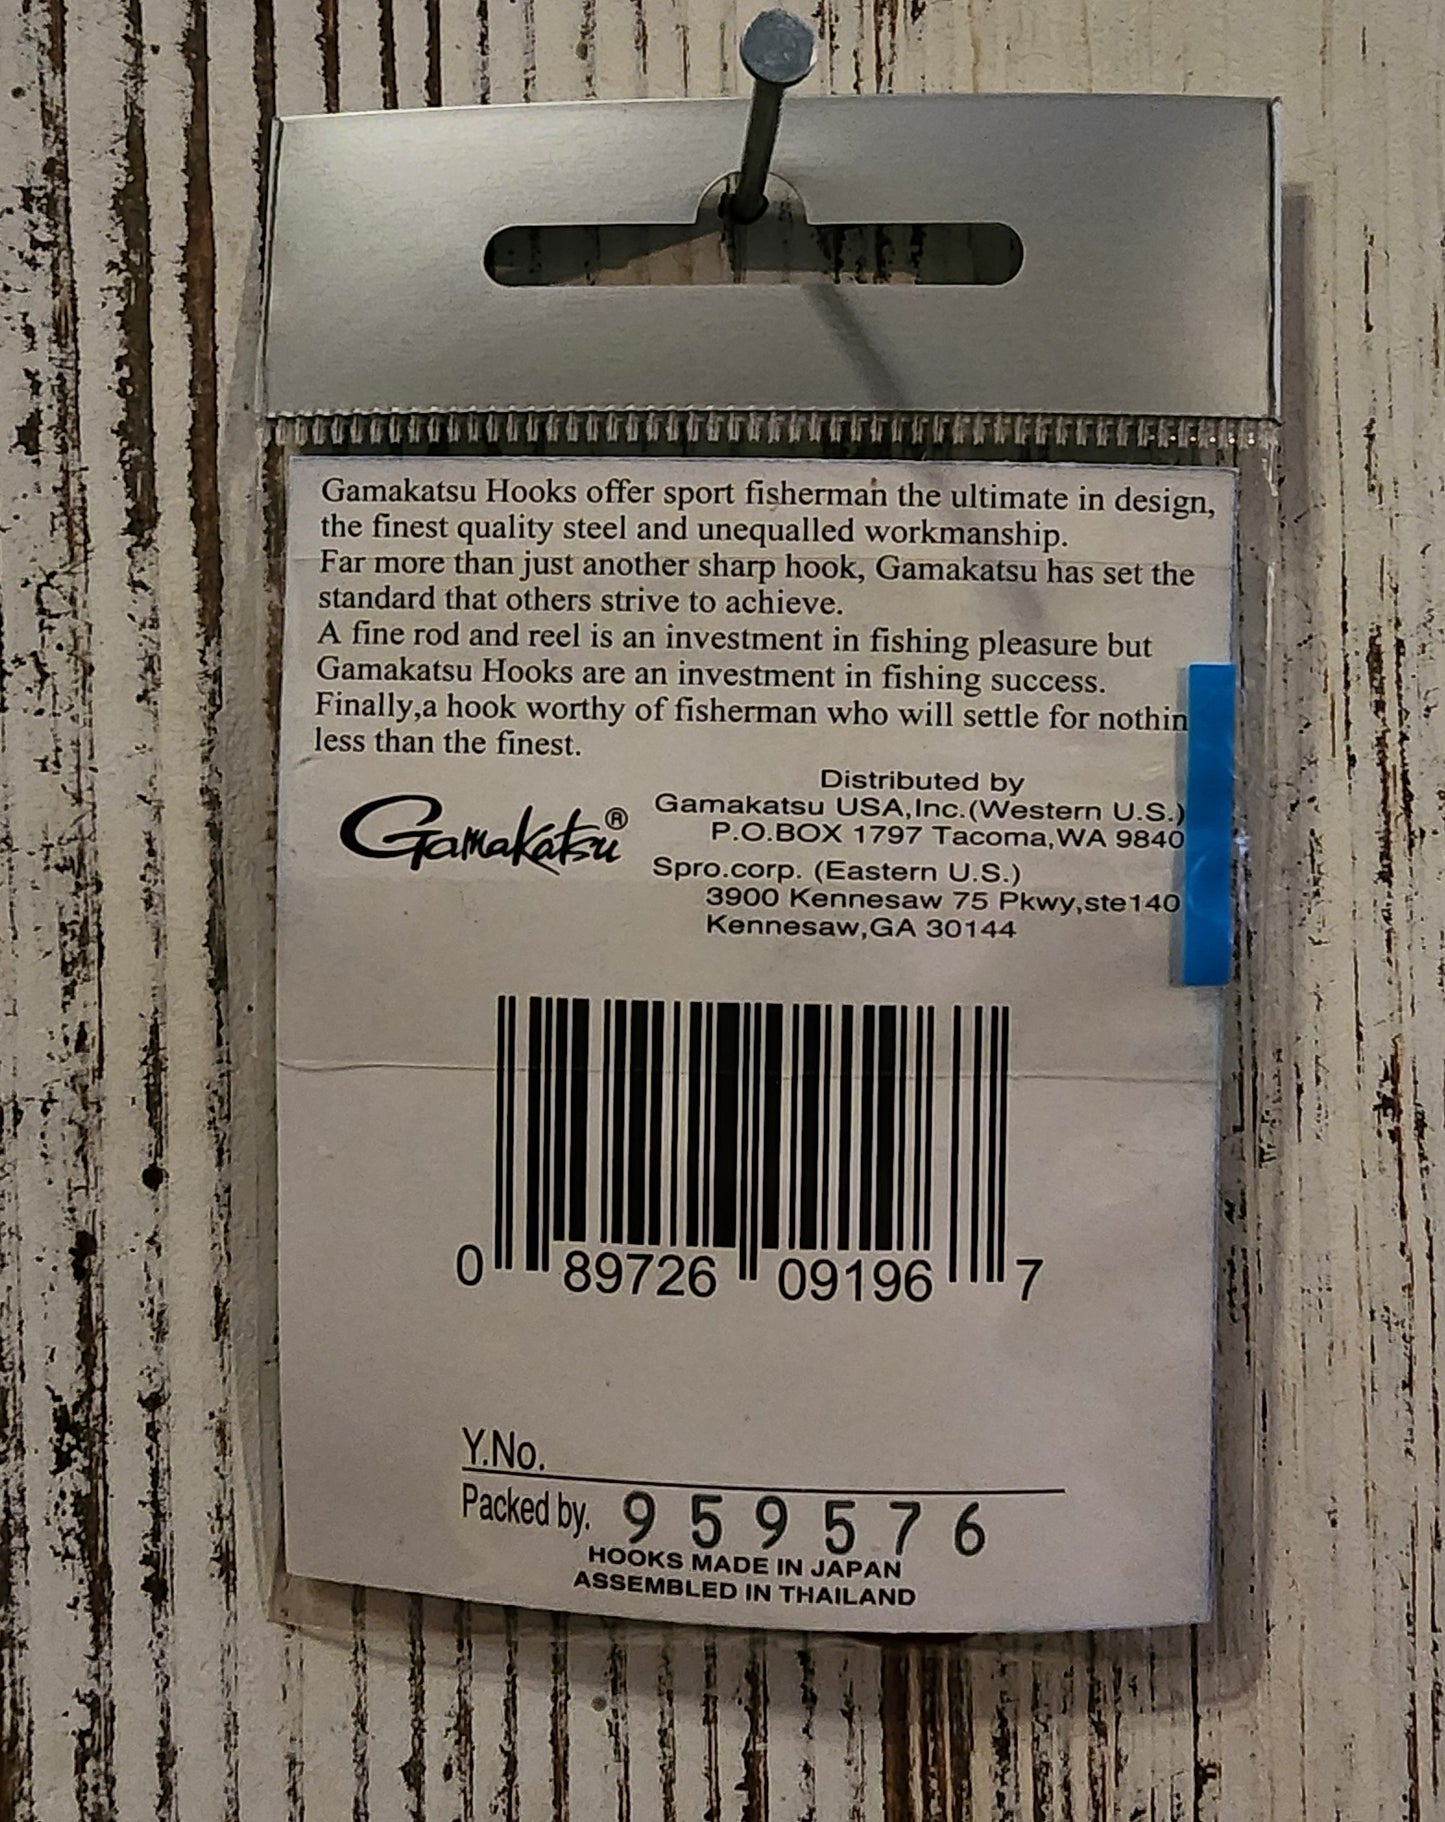 Gamakatsu Hooks offer sport fisherman the ultimate in design,
the finest quality steel and unequalled workmanship.
Far more than just another sharp hook, Gamakatsu has set the
standard that others strive to achieve.
A fine rod and reel is an investment in fishing pleasure but
Gamakatsu Hooks are an investment in fishing success.
Finally,a hook worthy of fisherman who will settle for nothin
less than the finest.
Gamakatsu®
Distributed by
Gamakatsu USA,Inc.(Western U.S.)
P.O.BOX 1797 Tacoma,WA 9840
Spro.corp. (Eastern U.S.)
3900 Kennesaw 75 Pkwy,ste140
Kennesaw,GA 30144
0 89726 09196 7
Y.No.
Packed by. 959576
HOOKS MADE IN JAPAN
ASSEMBLED IN THAILAND